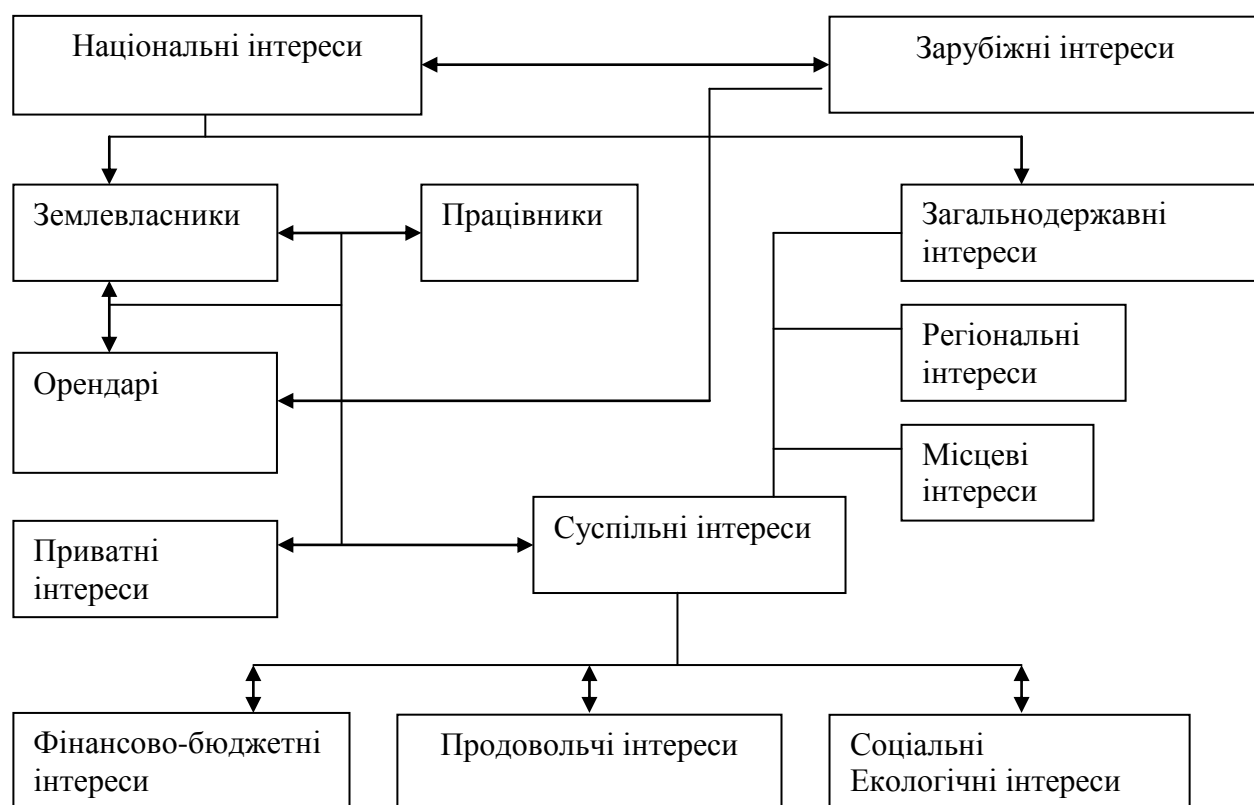 Національні інтереси
Зарубіжні інтереси
Землевласники
Працівники
Загальнодержавні
інтереси
Регіональні
інтереси
Орендарі
Місцеві
інтереси
Суспільні інтереси
Приватні
інтереси
Фінансово-бюджетні
інтереси
Продовольчі інтереси
Соціальні
Екологічні інтереси